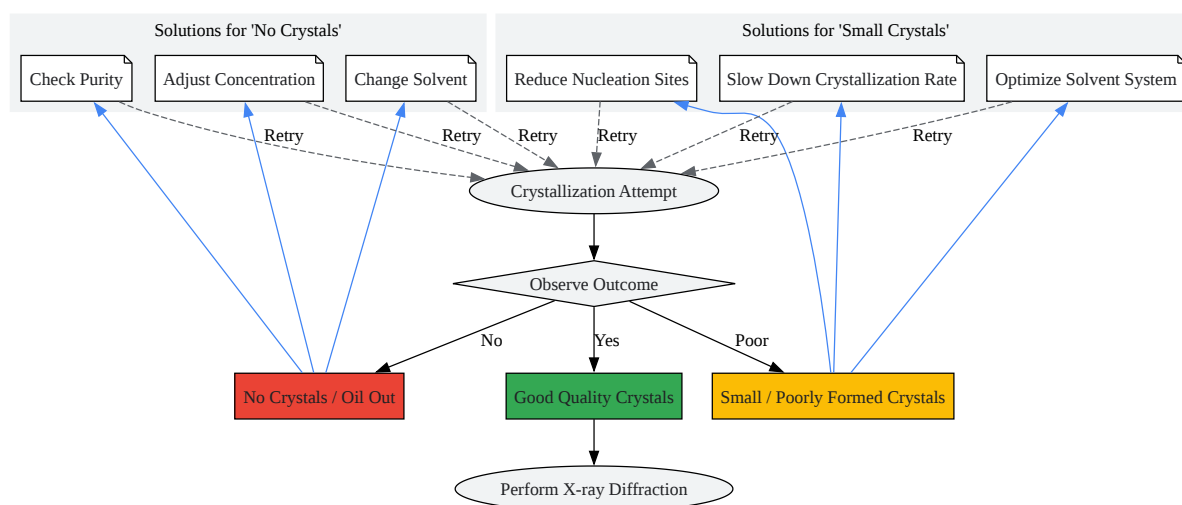 Solutions for 'No Crystals'
Solutions for 'Small Crystals'
Check Purity
Adjust Concentration
Change Solvent
Reduce Nucleation Sites
Slow Down Crystallization Rate
Optimize Solvent System
Retry
Retry
Retry
Retry
Retry
Retry
Crystallization Attempt
Observe Outcome
No
Yes
Poor
No Crystals / Oil Out
Good Quality Crystals
Small / Poorly Formed Crystals
Perform X-ray Diffraction